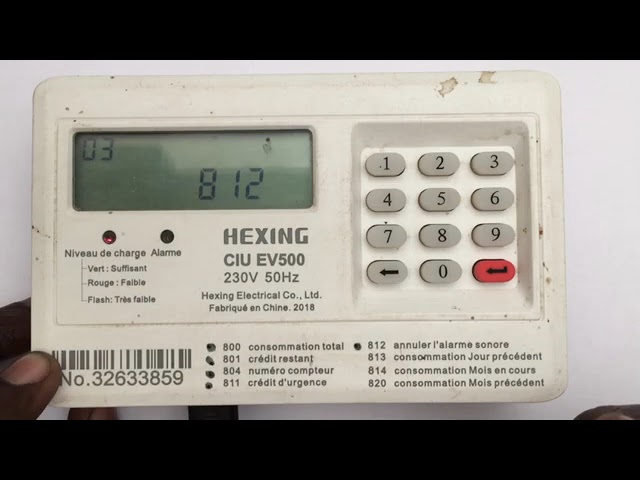 03
812
Niveau de charge Alarme
Vert : Suffisant
Rouge : Faible
Flash: Très faible
HEXING
CIU EV500
230V 50Hz
Hexing Electrical Co., Ltd.
Fabriqué en Chine. 2018
1 2 3
4 5 6
7 8 9
← 0 ↵
No.32633859
800 consommation total
801 crédit restant
804 numéro compteur
811 crédit d'urgence
812 annuler l'alarme sonore
813 consommation Jour précédent
814 consommation Mois en cours
820 consommation Mois précédent